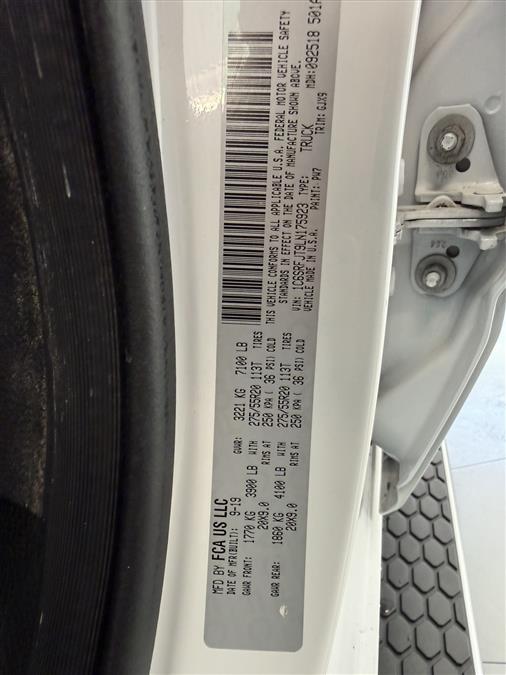 MFD BY FCA US LLC
DATE OF MFR(BUILT): 9-19 GVWR: 3221 KG 7100 LB
GAWR FRONT: 1770 KG 3900 LB WITH 275/55R20 113T TIRES
20X9.0 RIMS AT 250 KPA ( 36 PSI) COLD
GAWR REAR: 1860 KG 4100 LB WITH 275/55R20 113T TIRES
20X9.0 RIMS AT 250 KPA ( 36 PSI) COLD
THIS VEHICLE CONFORMS TO ALL APPLICABLE U.S.A. FEDERAL MOTOR VEHICLE SAFETY
STANDARDS IN EFFECT ON THE DATE OF MANUFACTURE SHOWN ABOVE.
VIN: 1C6SRFJT9LN175923 TYPE: TRUCK MDH: 092518 501A
VEHICLE MADE IN U.S.A. PAINT: PW7 TRIM: GJX9